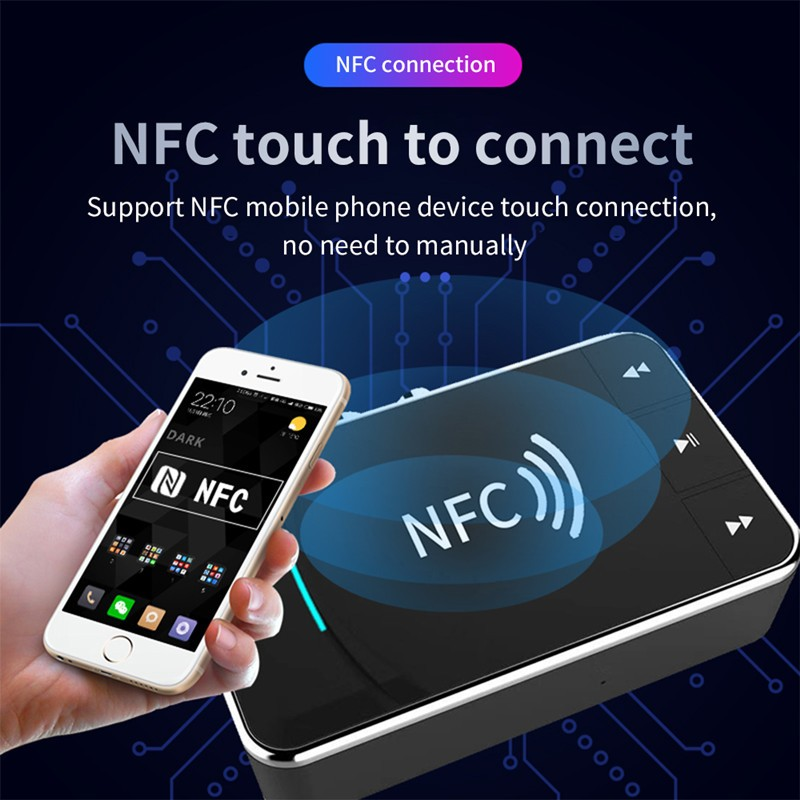 NFC connection
NFC touch to connect
Support NFC mobile phone device touch connection,
no need to manually
22:10
DARK
NFC
NFC